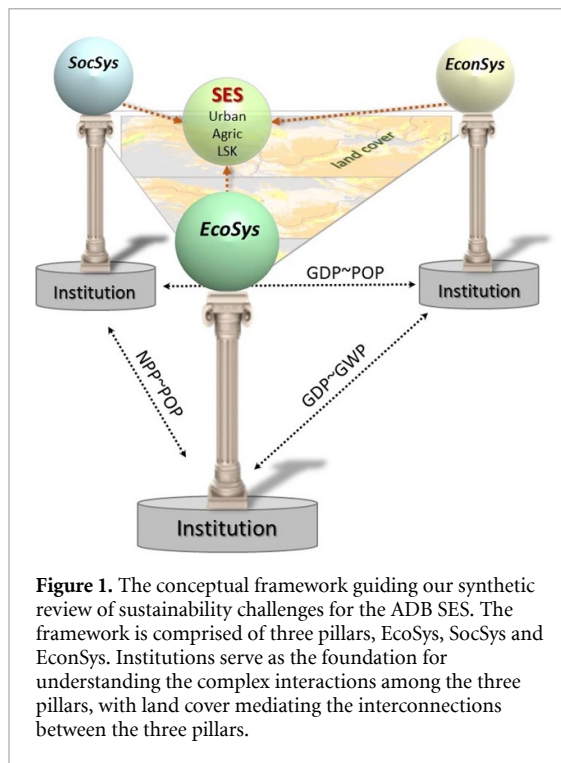 SocSys
EconSys
SES
Urban
Agric
LSK
land cover
EcoSys
GDP~POP
Institution
Institution
NPP~POP
GDP~GWP
Institution
Figure 1. The conceptual framework guiding our synthetic
review of sustainability challenges for the ADB SES. The
framework is comprised of three pillars, EcoSys, SocSys and
EconSys. Institutions serve as the foundation for
understanding the complex interactions among the three
pillars, with land cover mediating the interconnections
between the three pillars.